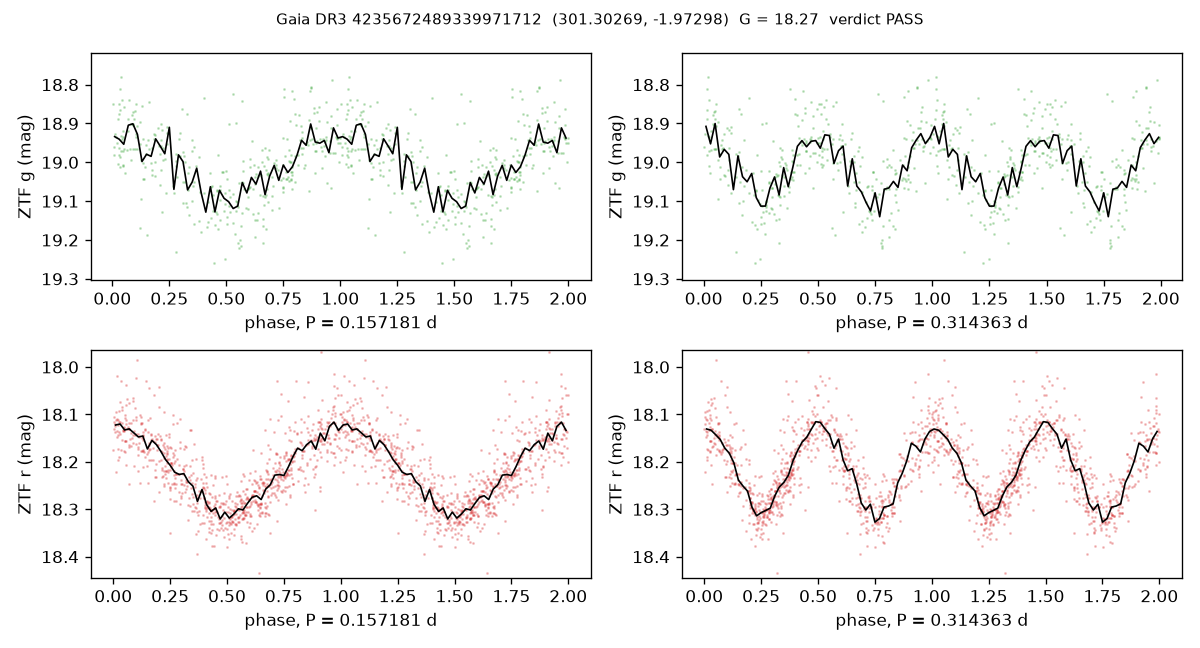 Gaia DR3 4235672489339971712 (301.30269, -1.97298) G = 18.27 verdict PASS
ZTF g (mag)
18.8
18.9
19.0
19.1
19.2
19.3
0.00 0.25 0.50 0.75 1.00 1.25 1.50 1.75 2.00
phase, P = 0.157181 d
ZTF g (mag)
18.8
18.9
19.0
19.1
19.2
19.3
0.00 0.25 0.50 0.75 1.00 1.25 1.50 1.75 2.00
phase, P = 0.314363 d
ZTF r (mag)
18.0
18.1
18.2
18.3
18.4
0.00 0.25 0.50 0.75 1.00 1.25 1.50 1.75 2.00
phase, P = 0.157181 d
ZTF r (mag)
18.0
18.1
18.2
18.3
18.4
0.00 0.25 0.50 0.75 1.00 1.25 1.50 1.75 2.00
phase, P = 0.314363 d